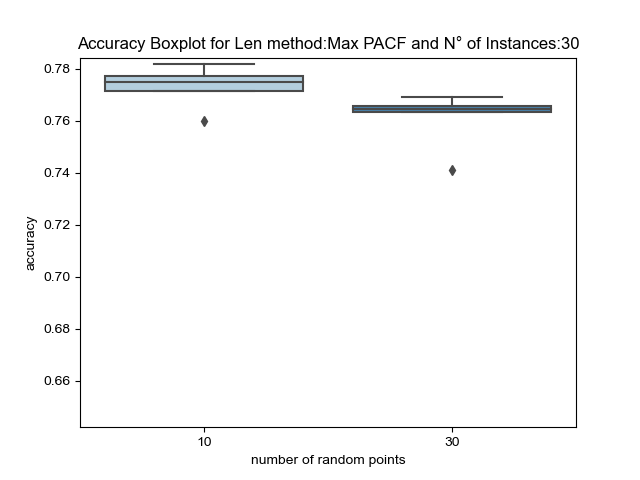 Accuracy Boxplot for Len method:Max PACF and N° of Instances:30
0.78
0.76
0.74
0.72
0.70
0.68
0.66
accuracy
10 30
number of random points